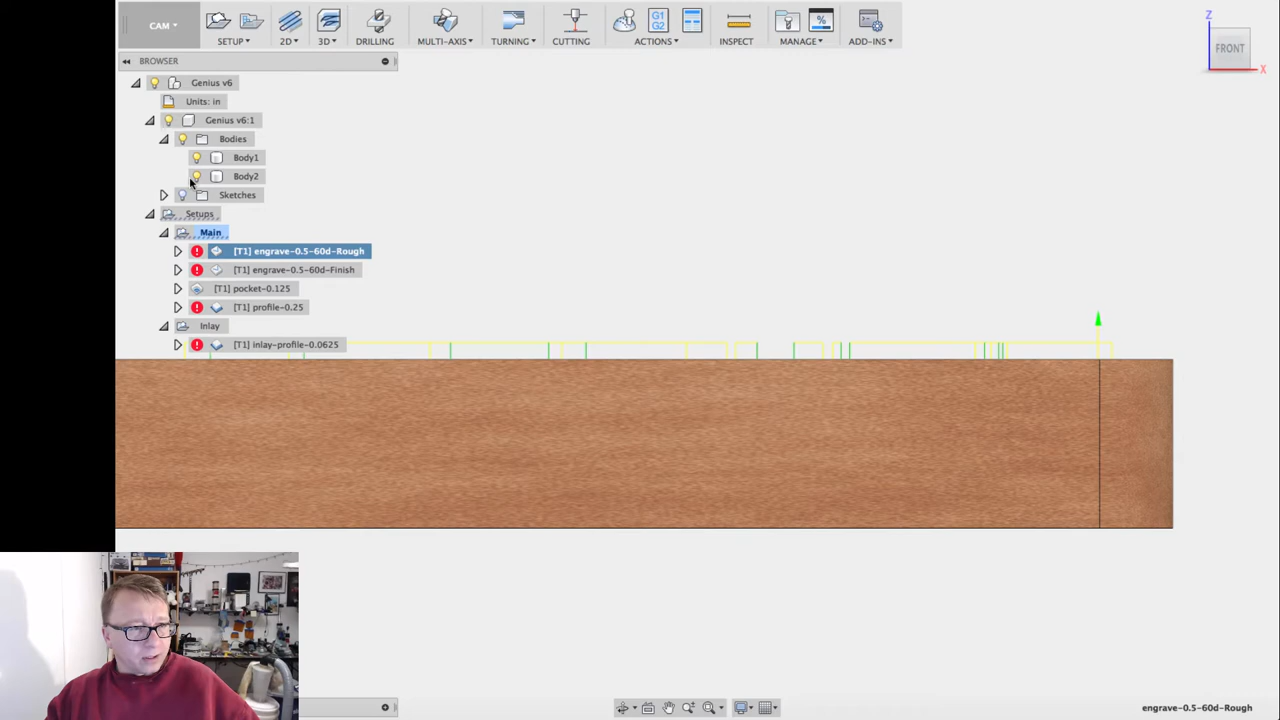 CAM
SETUP
2D
3D
DRILLING
MULTI-AXIS
TURNING
CUTTING
G1
G2
ACTIONS
INSPECT
MANAGE
ADD-INS
BROWSER
Genius v6
Units: in
Genius v6:1
Bodies
Body1
Body2
Sketches
Setups
Main
[T1] engrave-0.5-60d-Rough
[T1] engrave-0.5-60d-Finish
[T1] pocket-0.125
[T1] profile-0.25
Inlay
[T1] inlay-profile-0.0625
Z
FRONT
X
engrave-0.5-60d-Rough